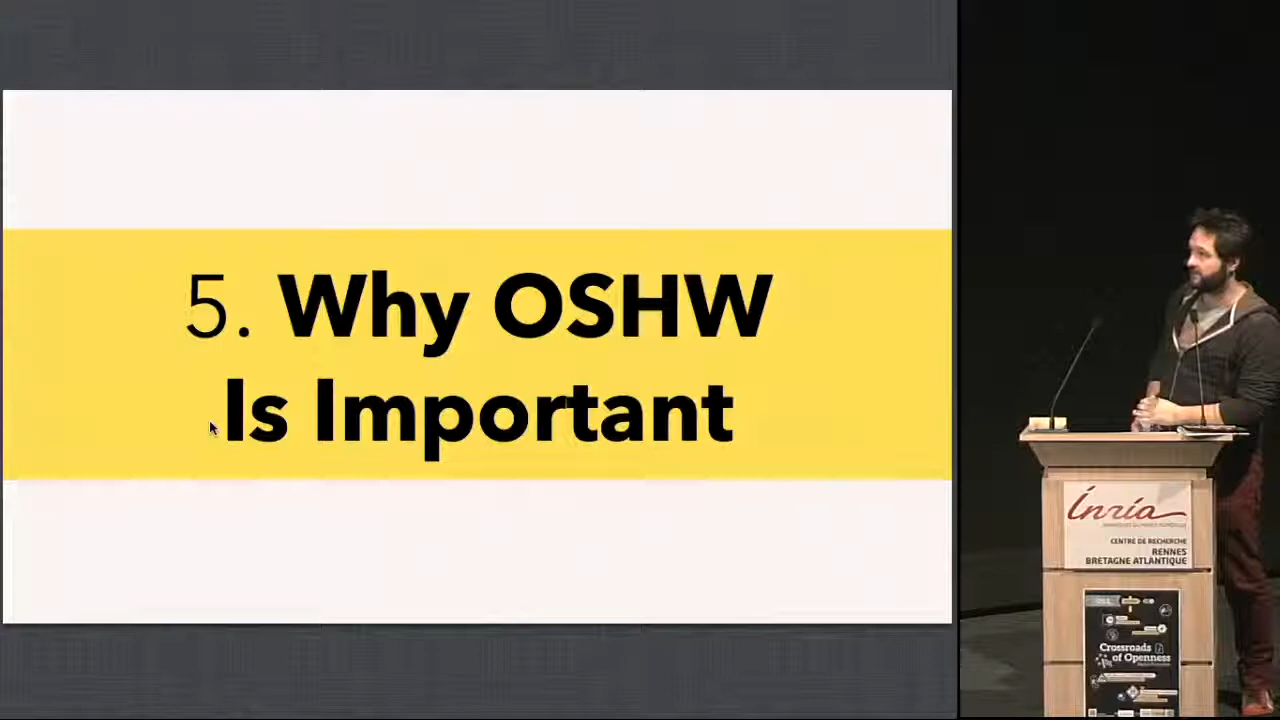 5. Why OSHW
Is Important
Inria
CENTRE DE RECHERCHE
RENNES
BRETAGNE ATLANTIQUE
Crossroads
of Openness